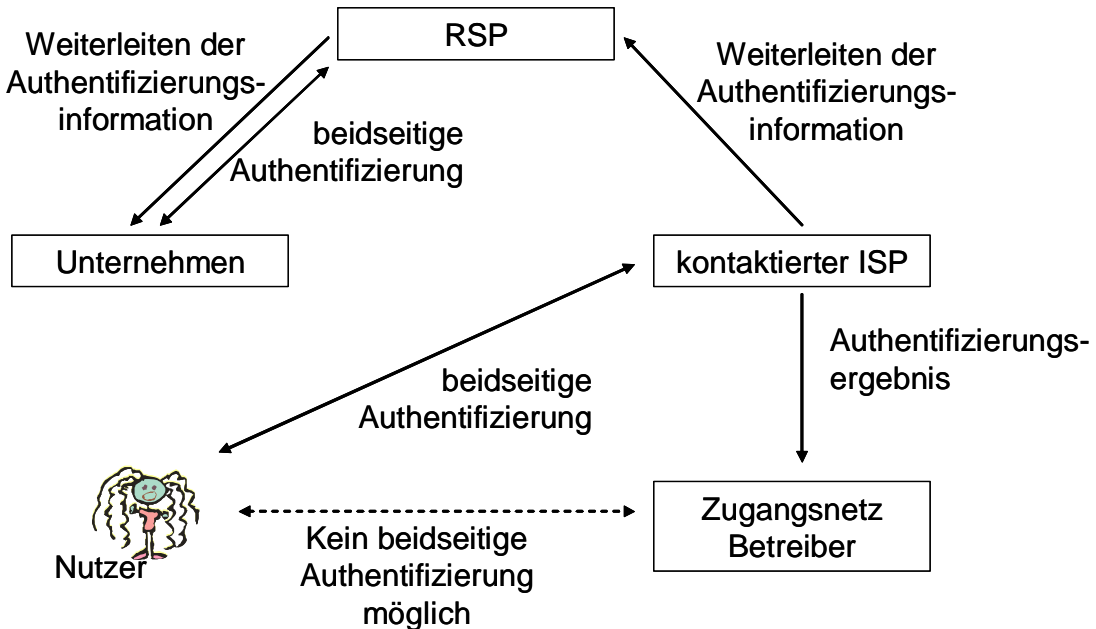 RSP
Weiterleiten der
Authentifizierungs-
information
Weiterleiten der
Authentifizierungs-
information
beidseitige
Authentifizierung
Unternehmen
kontaktierter ISP
Authentifizierungs-
ergebnis
beidseitige
Authentifizierung
Zugangsnetz
Betreiber
Kein beidseitige
Authentifizierung
möglich
Nutzer